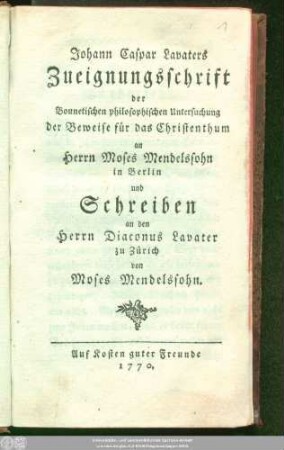 Johann Caspar Lavaters
Zueignungsschrift
der
Bonnetischen philosophischen Untersuchung
der Beweise für das Christenthum
an
Herrn Moses Mendelssohn
in Berlin
und
Schreiben
an den
Herrn Diaconus Lavater
zu Zürich
von
Moses Mendelssohn.
Auf Kosten guter Freunde
1770.